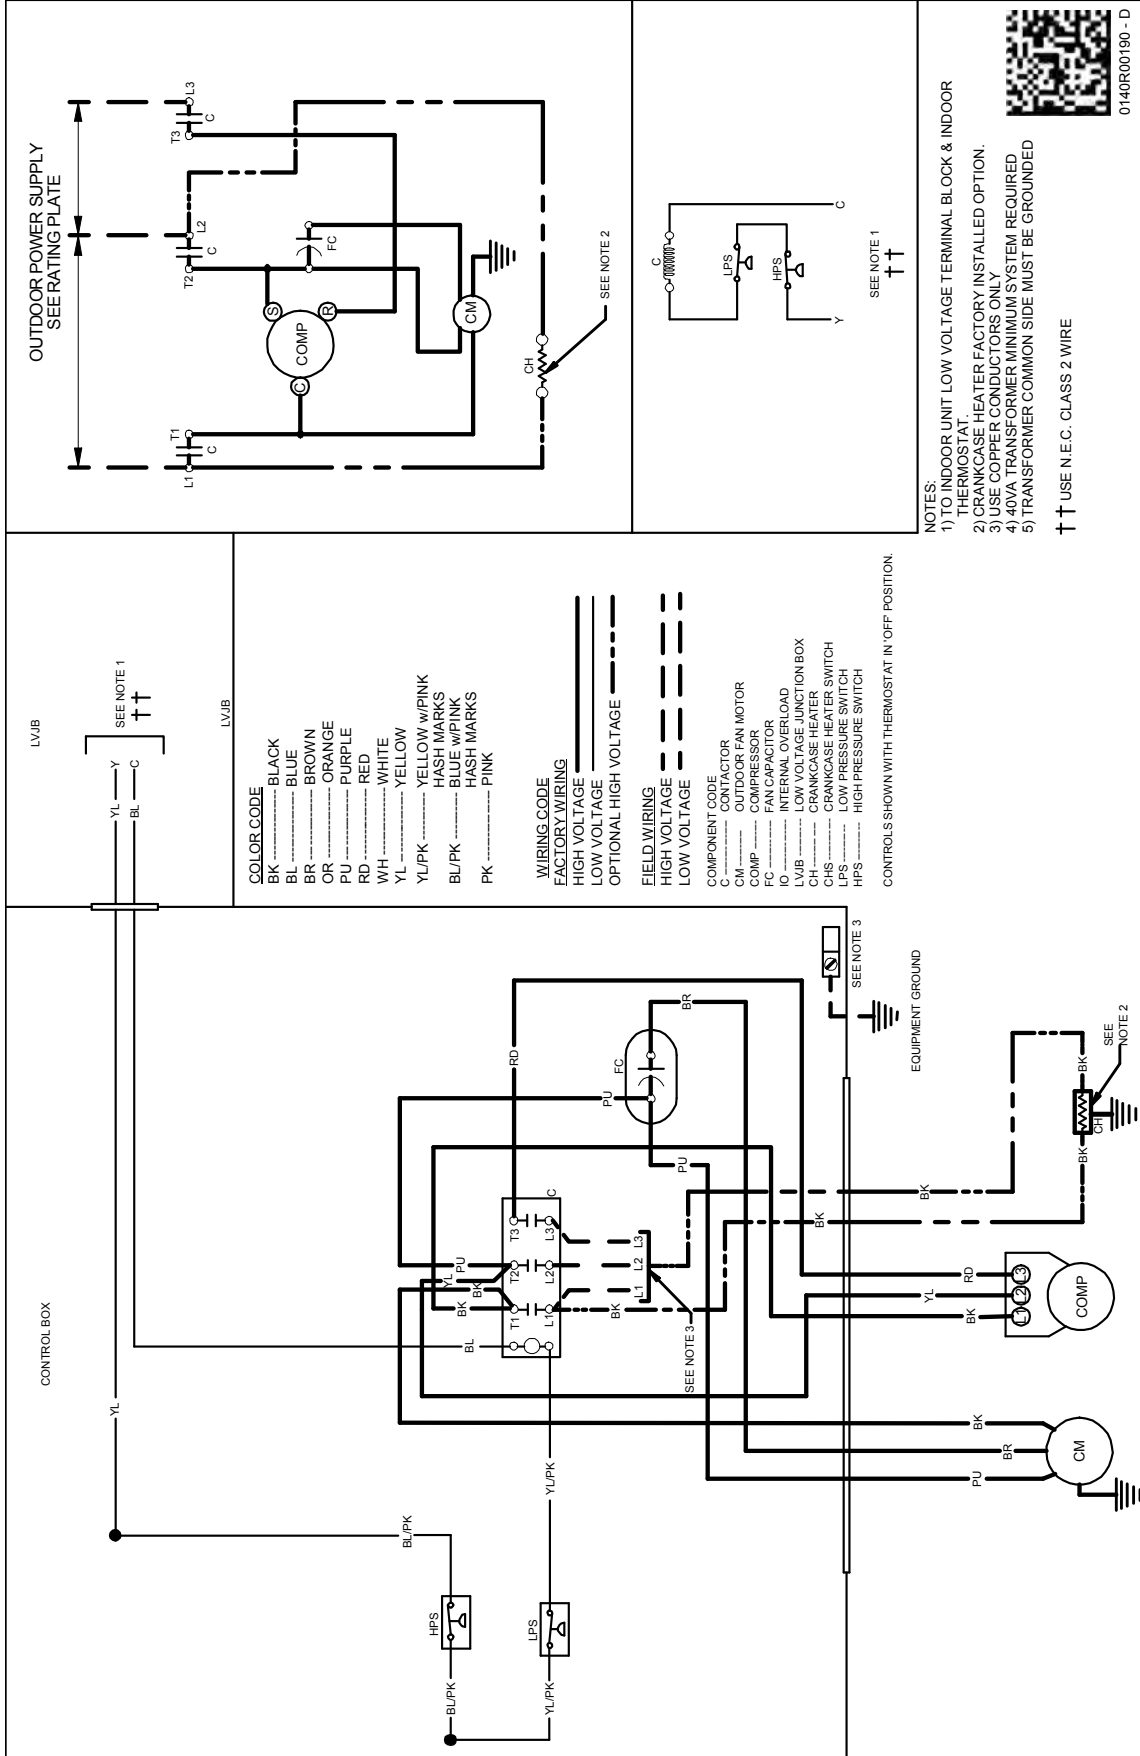 OUTDOOR POWER SUPPLY
SEE RATING PLATE
L1
T1
C
T2
L2
C
T3
L3
C
S
R
C
COMP
FC
CM
CH
SEE NOTE 2
C
LPS
HPS
Y
C
SEE NOTE 1
††
NOTES:
1) TO INDOOR UNIT LOW VOLTAGE TERMINAL BLOCK & INDOOR
THERMOSTAT.
2) CRANKCASE HEATER FACTORY INSTALLED OPTION.
3) USE COPPER CONDUCTORS ONLY
4) 40VA TRANSFORMER MINIMUM SYSTEM REQUIRED
5) TRANSFORMER COMMON SIDE MUST BE GROUNDED
†† USE N.E.C. CLASS 2 WIRE
0140R00190 - D
LVJB
YL
Y
BL
C
SEE NOTE 1
††
LVJB
COLOR CODE
BK ---------- BLACK
BL ---------- BLUE
BR ---------- BROWN
OR ---------- ORANGE
PU ---------- PURPLE
RD ---------- RED
WH ---------- WHITE
YL ---------- YELLOW
YL/PK ---------- YELLOW w/PINK
HASH MARKS
BL/PK ---------- BLUE w/PINK
HASH MARKS
PK ---------- PINK
WIRING CODE
FACTORY WIRING
HIGH VOLTAGE
LOW VOLTAGE
OPTIONAL HIGH VOLTAGE
FIELD WIRING
HIGH VOLTAGE
LOW VOLTAGE
COMPONENT CODE
C --------- CONTACTOR
CM ------- OUTDOOR FAN MOTOR
COMP ------- COMPRESSOR
FC --------- FAN CAPACITOR
IO --------- INTERNAL OVERLOAD
LVJB ------- LOW VOLTAGE JUNCTION BOX
CH --------- CRANKCASE HEATER
CHS ------- CRANKCASE HEATER SWITCH
LPS ------- LOW PRESSURE SWITCH
HPS ------- HIGH PRESSURE SWITCH
CONTROLS SHOWN WITH THERMOSTAT IN 'OFF' POSITION.
CONTROL BOX
YL
BL/PK
HPS
BL/PK
LPS
YL/PK
YL/PK
BL
BK
BK
YL
PU
T1
T2
T3
C
L1
L2
L3
BK
L1
L2
L3
SEE NOTE 3
RD
PU
FC
BR
PU
SEE NOTE 3
EQUIPMENT GROUND
BK
BK
BK
CH
BK
SEE
NOTE 2
RD
YL
BK
L1
L2
L3
COMP
BK
BR
PU
CM